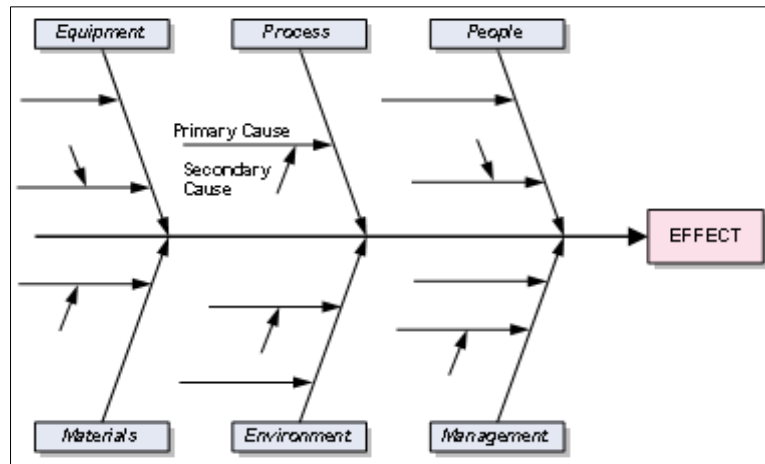 Equipment
Process
People
Primary Cause
Secondary
Cause
EFFECT
Materials
Environment
Management